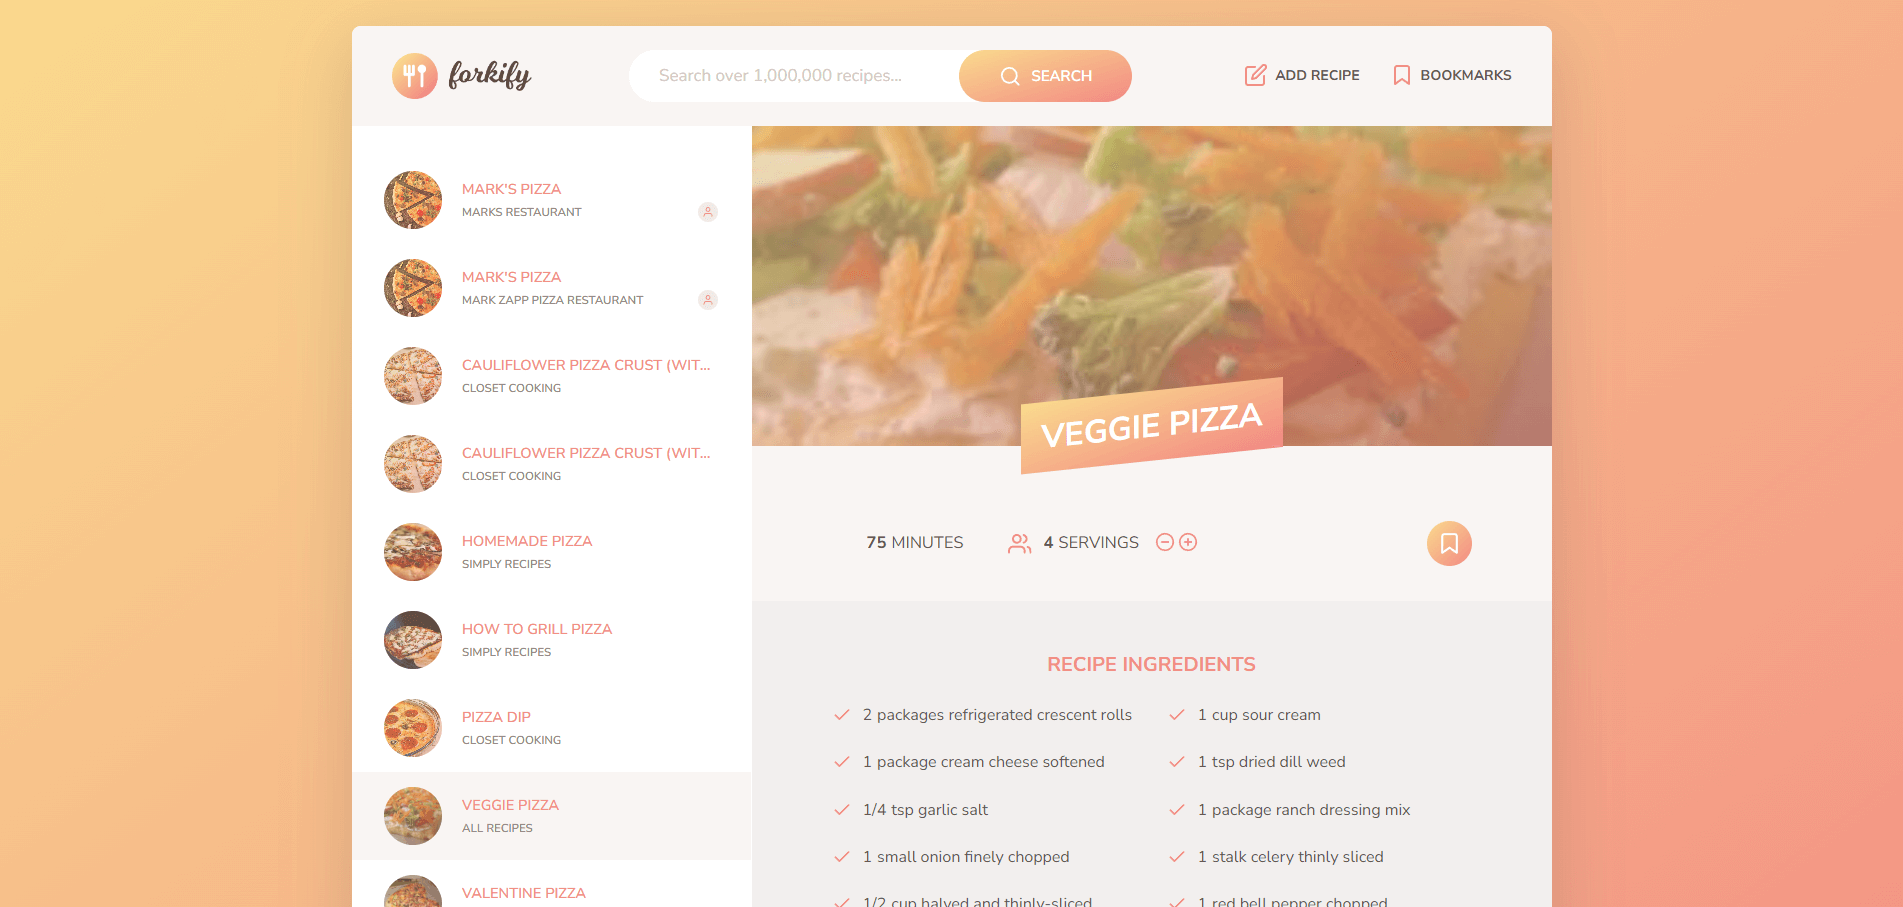 forkify
Search over 1,000,000 recipes...
SEARCH
ADD RECIPE
BOOKMARKS
MARK'S PIZZA
MARKS RESTAURANT
MARK'S PIZZA
MARK ZAPP PIZZA RESTAURANT
CAULIFLOWER PIZZA CRUST (WIT...
CLOSET COOKING
CAULIFLOWER PIZZA CRUST (WIT...
CLOSET COOKING
HOMEMADE PIZZA
SIMPLY RECIPES
HOW TO GRILL PIZZA
SIMPLY RECIPES
PIZZA DIP
CLOSET COOKING
VEGGIE PIZZA
ALL RECIPES
VALENTINE PIZZA
VEGGIE PIZZA
75 MINUTES
4 SERVINGS
RECIPE INGREDIENTS
2 packages refrigerated crescent rolls
1 cup sour cream
1 package cream cheese softened
1 tsp dried dill weed
1/4 tsp garlic salt
1 package ranch dressing mix
1 small onion finely chopped
1 stalk celery thinly sliced
1/2 cup halved and thinly-sliced
1 red bell pepper chopped